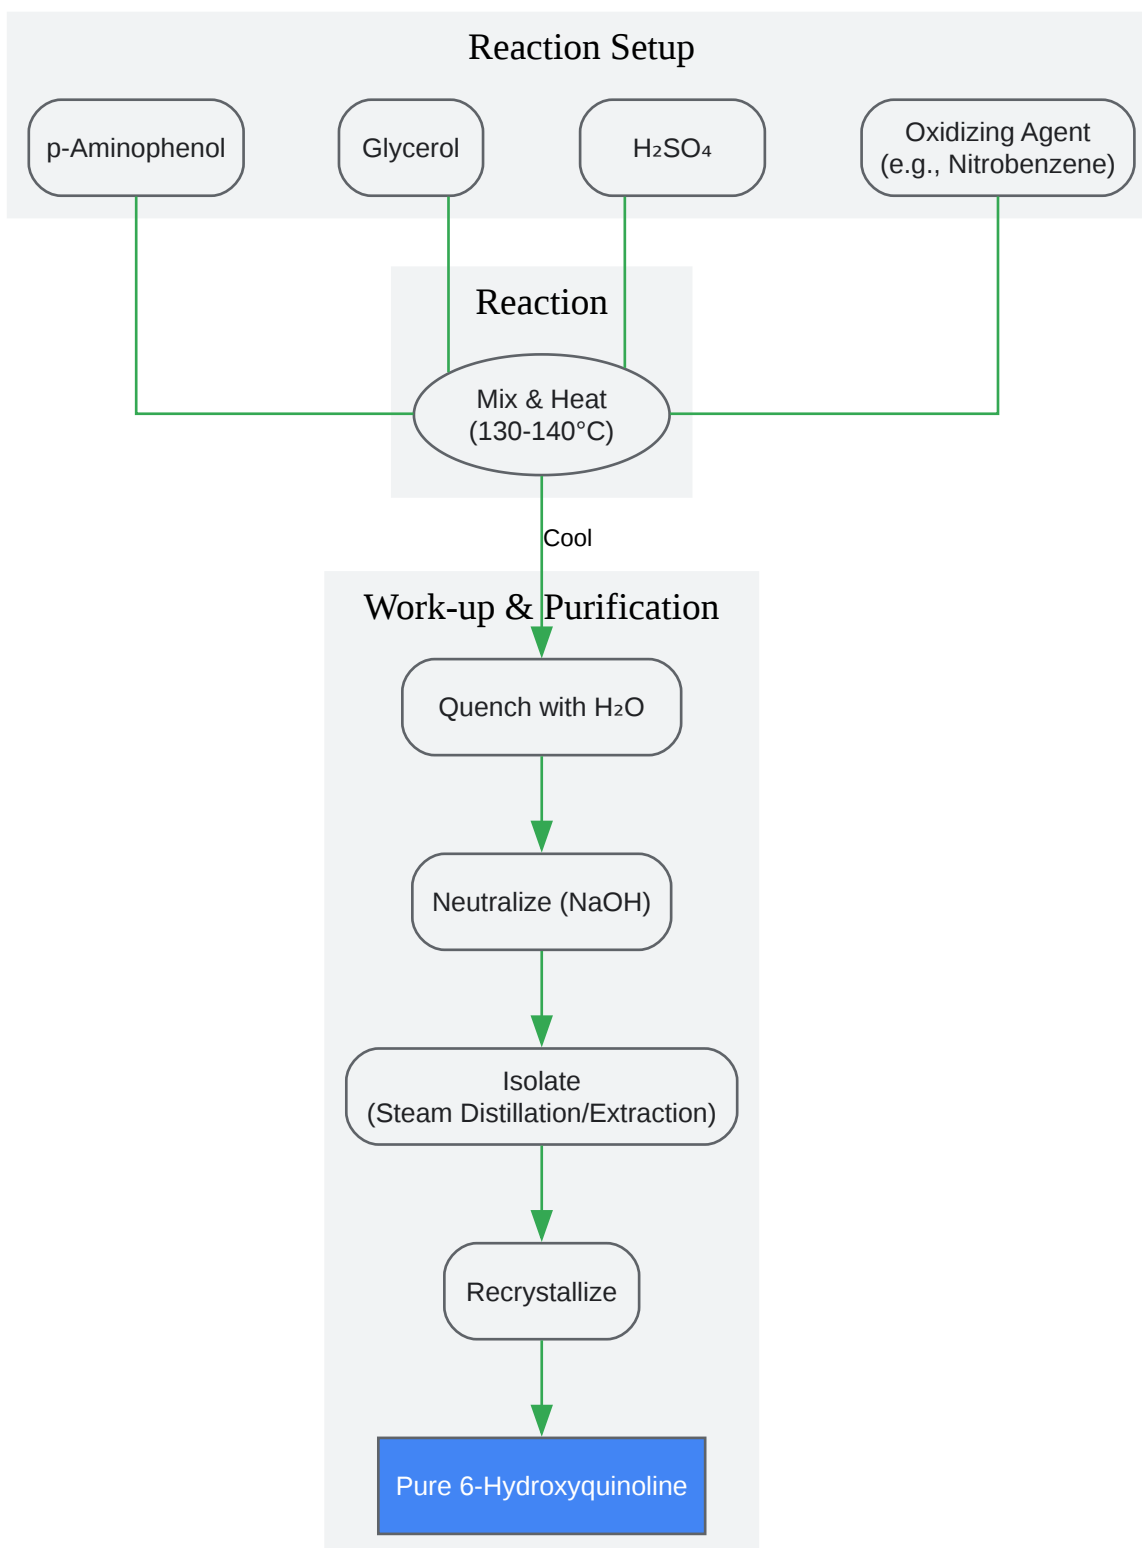 Reaction Setup
p-Aminophenol
Glycerol
H₂SO₄
Oxidizing Agent
(e.g., Nitrobenzene)
Reaction
Mix & Heat
(130-140°C)
Cool
Work-up & Purification
Quench with H₂O
Neutralize (NaOH)
Isolate
(Steam Distillation/Extraction)
Recrystallize
Pure 6-Hydroxyquinoline